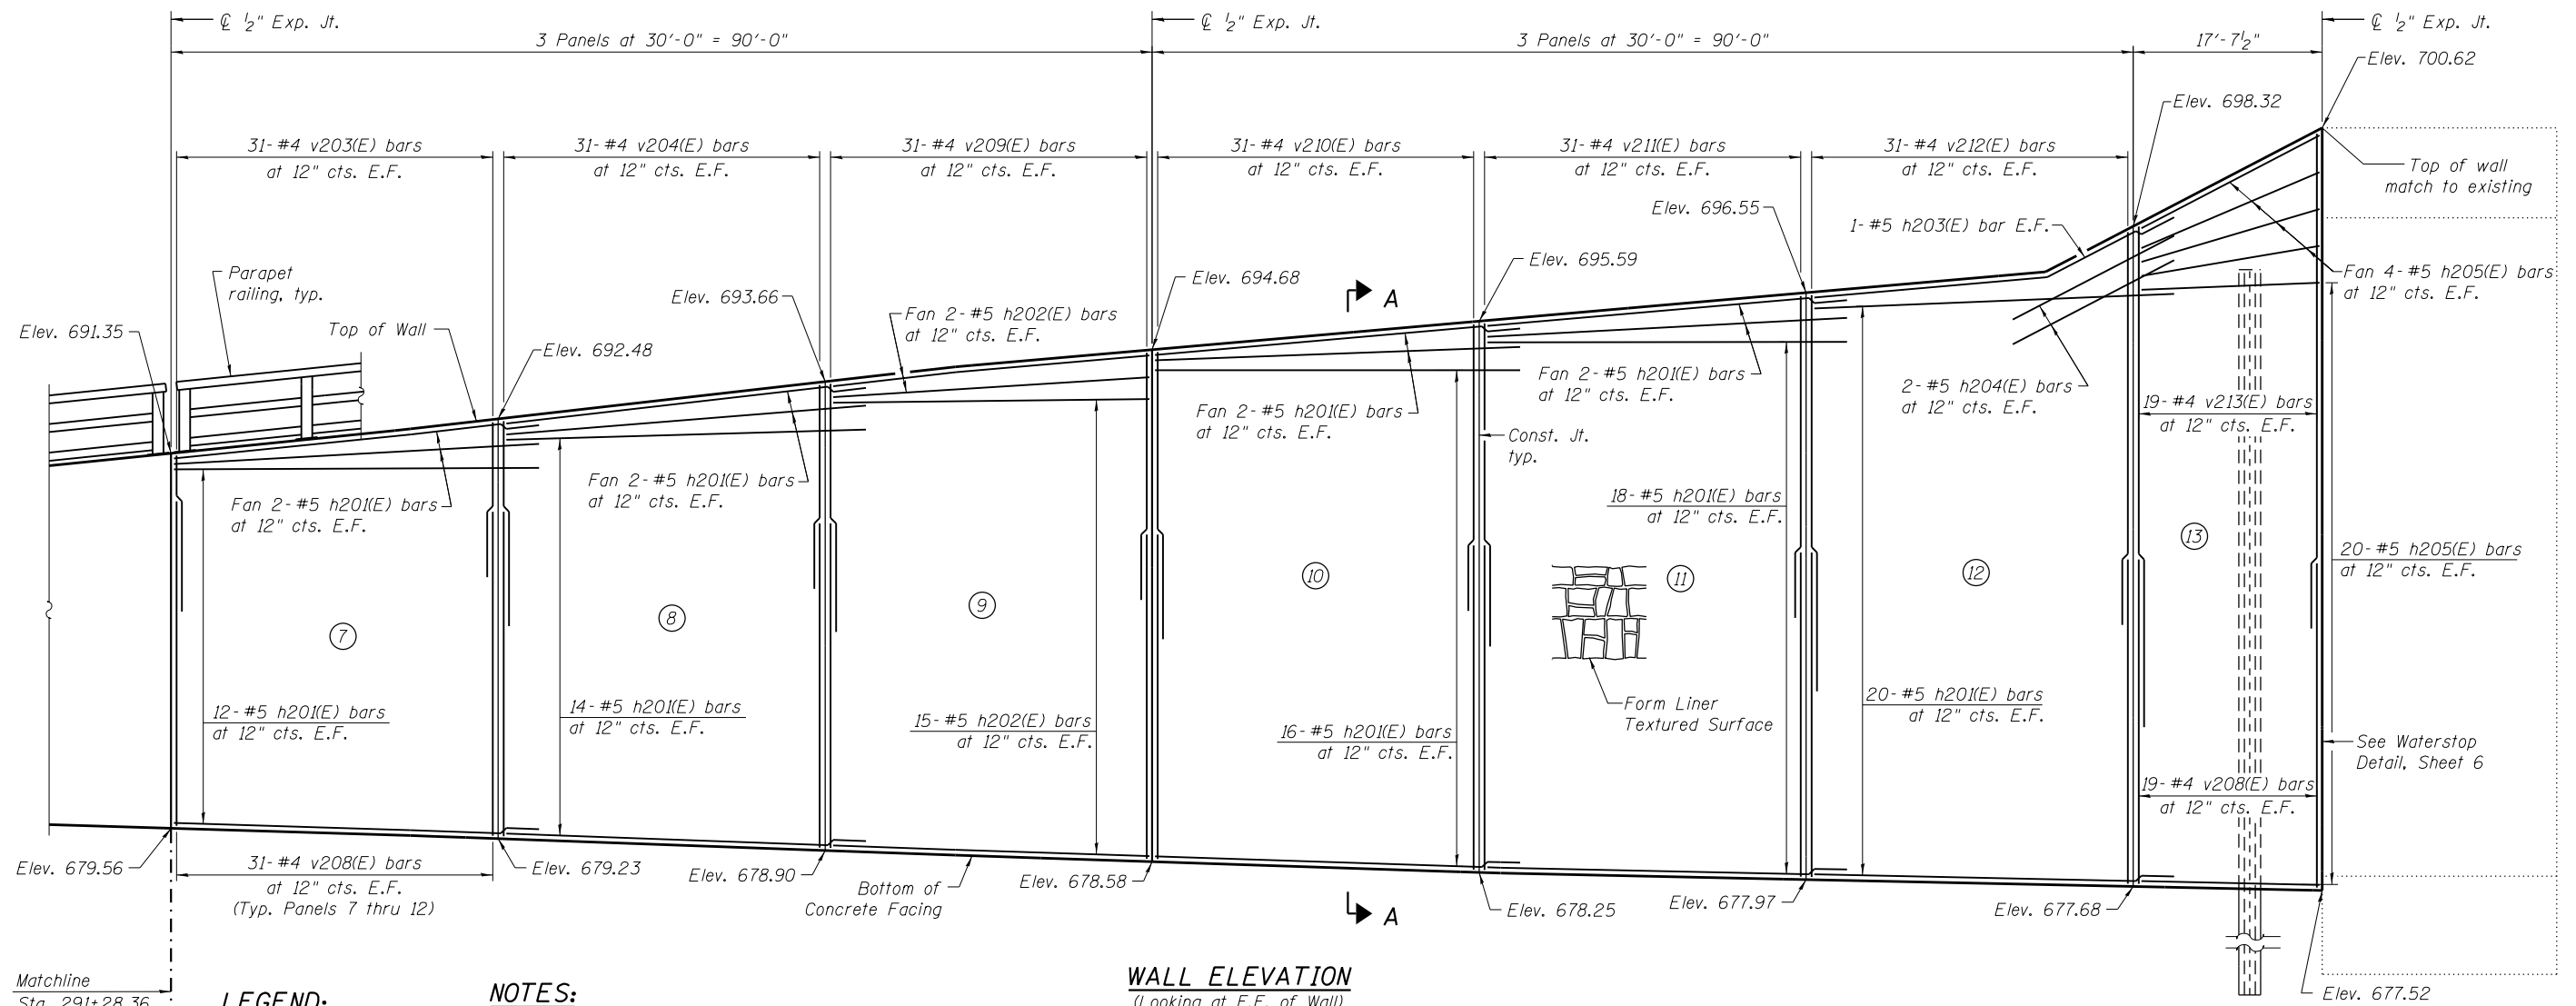 ℄ 1/2" Exp. Jt.
℄ 1/2" Exp. Jt.
℄ 1/2" Exp. Jt.
3 Panels at 30'-0" = 90'-0"
3 Panels at 30'-0" = 90'-0"
17'-7 1/2"
Elev. 700.62
Elev. 698.32
31-#4 v203(E) bars
at 12" cts. E.F.
31-#4 v204(E) bars
at 12" cts. E.F.
31-#4 v209(E) bars
at 12" cts. E.F.
31-#4 v210(E) bars
at 12" cts. E.F.
31-#4 v211(E) bars
at 12" cts. E.F.
31-#4 v212(E) bars
at 12" cts. E.F.
Top of wall
match to existing
Elev. 696.55
1-#5 h203(E) bar E.F.
Parapet
railing, typ.
Elev. 693.66
Elev. 694.68
Elev. 695.59
A
Fan 4-#5 h205(E) bars
at 12" cts. E.F.
Elev. 691.35
Top of Wall
Elev. 692.48
Fan 2-#5 h202(E) bars
at 12" cts. E.F.
Fan 2-#5 h201(E) bars
at 12" cts. E.F.
Fan 2-#5 h201(E) bars
at 12" cts. E.F.
2-#5 h204(E) bars
at 12" cts. E.F.
19-#4 v213(E) bars
at 12" cts. E.F.
Const. Jt.
typ.
Fan 2-#5 h201(E) bars
at 12" cts. E.F.
Fan 2-#5 h201(E) bars
at 12" cts. E.F.
18-#5 h201(E) bars
at 12" cts. E.F.
20-#5 h205(E) bars
at 12" cts. E.F.
7
8
9
10
11
12
13
12-#5 h201(E) bars
at 12" cts. E.F.
14-#5 h201(E) bars
at 12" cts. E.F.
15-#5 h202(E) bars
at 12" cts. E.F.
16-#5 h201(E) bars
at 12" cts. E.F.
Form Liner
Textured Surface
20-#5 h201(E) bars
at 12" cts. E.F.
See Waterstop
Detail, Sheet 6
19-#4 v208(E) bars
at 12" cts. E.F.
Elev. 679.56
31-#4 v208(E) bars
at 12" cts. E.F.
(Typ. Panels 7 thru 12)
Elev. 679.23
Elev. 678.90
Bottom of
Concrete Facing
Elev. 678.58
A
Elev. 678.25
Elev. 677.97
Elev. 677.68
Elev. 677.52
Matchline
Sta. 291+28.36
LEGEND:
NOTES:
WALL ELEVATION
(Looking at F.F. of Wall)